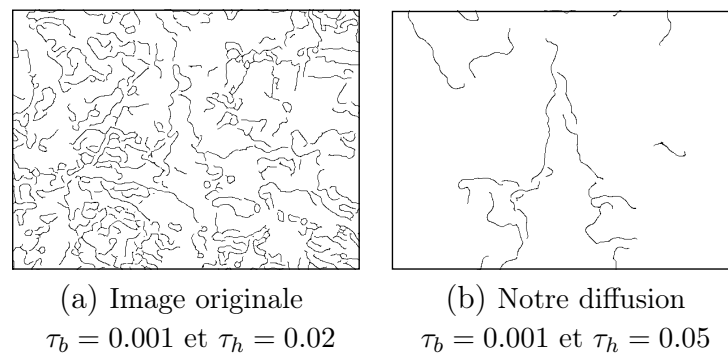 (a) Image originale
τ_b = 0.001 et τ_h = 0.02
(b) Notre diffusion
τ_b = 0.001 et τ_h = 0.05